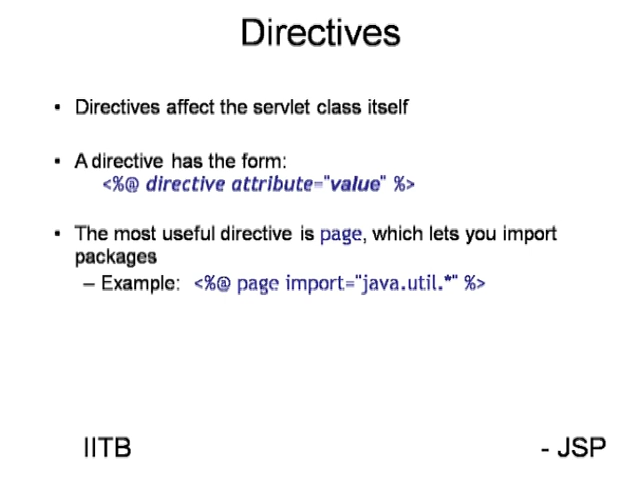 Directives
• Directives affect the servlet class itself
• A directive has the form:
<%@ directive attribute="value" %>
• The most useful directive is page, which lets you import
packages
– Example: <%@ page import="java.util.*" %>
IITB - JSP